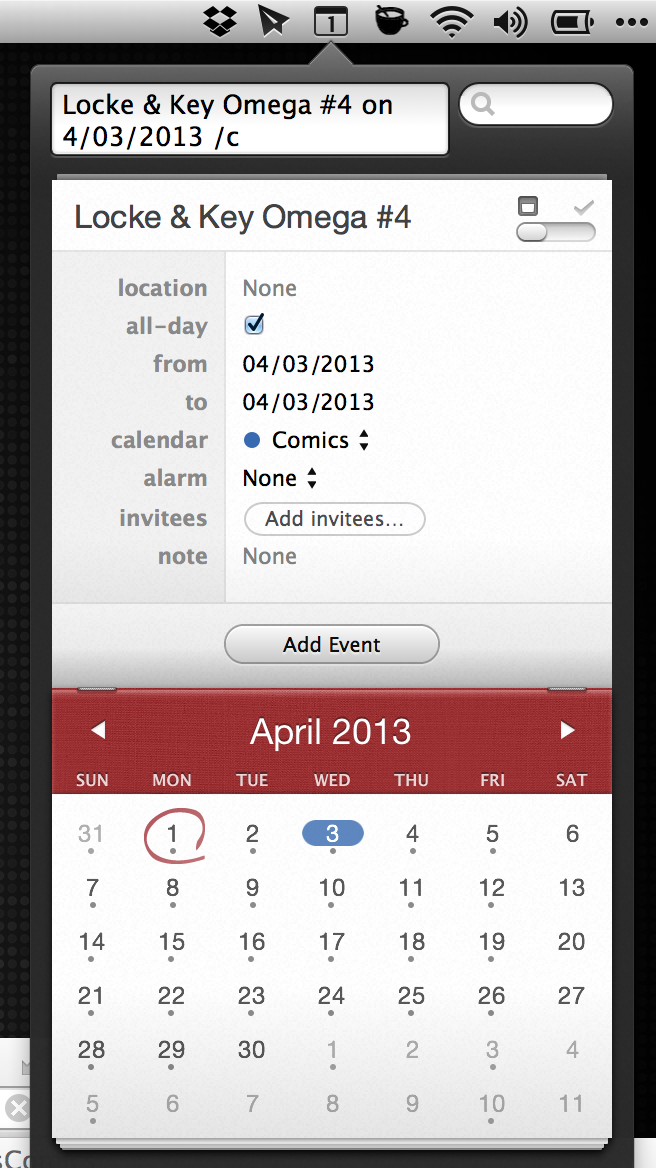 1
Locke & Key Omega #4 on
4/03/2013 /c
Locke & Key Omega #4
location None
all-day
from 04/03/2013
to 04/03/2013
calendar Comics
alarm None
invitees Add invitees...
note None
Add Event
April 2013
SUN MON TUE WED THU FRI SAT
31 1 2 3 4 5 6
7 8 9 10 11 12 13
14 15 16 17 18 19 20
21 22 23 24 25 26 27
28 29 30 1 2 3 4
5 6 7 8 9 10 11